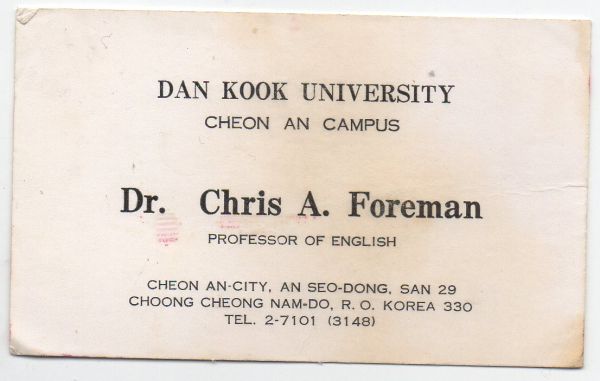 DAN KOOK UNIVERSITY
CHEON AN CAMPUS
Dr. Chris A. Foreman
PROFESSOR OF ENGLISH
CHEON AN-CITY, AN SEO-DONG, SAN 29
CHOONG CHEONG NAM-DO, R. O. KOREA 330
TEL. 2-7101 (3148)